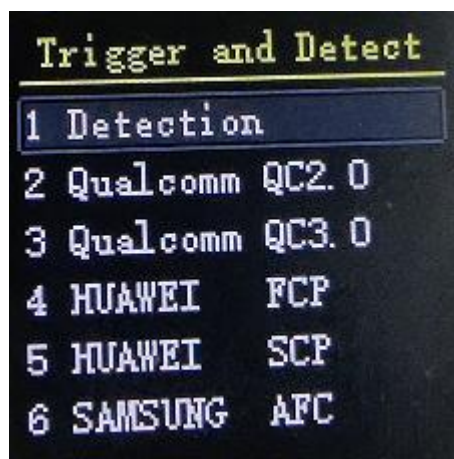 Trigger and Detect
1 Detection
2 Qualcomm QC2.0
3 Qualcomm QC3.0
4 HUAWEI FCP
5 HUAWEI SCP
6 SAMSUNG AFC